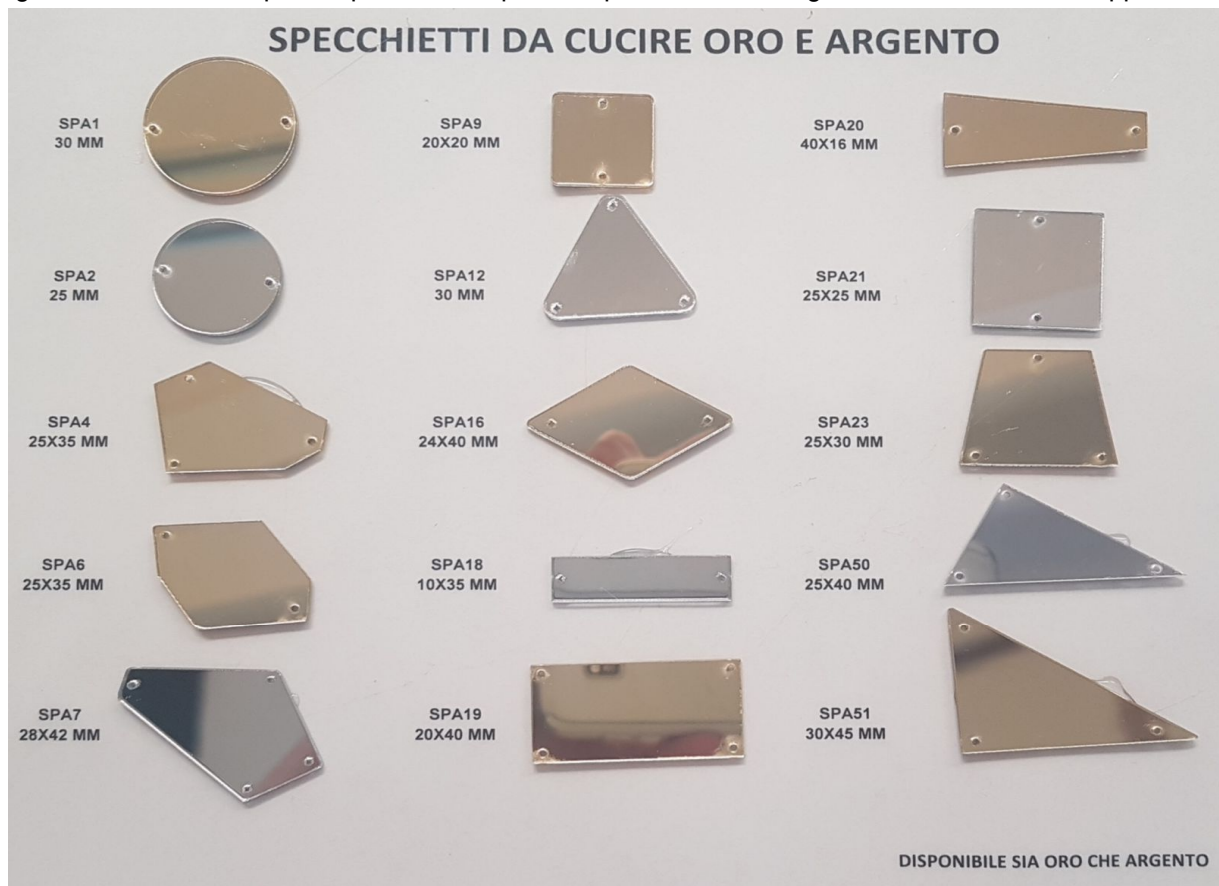 SPECCHIETTI DA CUCIRE ORO E ARGENTO
SPA1
30 MM
SPA9
20X20 MM
SPA20
40X16 MM
SPA2
25 MM
SPA12
30 MM
SPA21
25X25 MM
SPA4
25X35 MM
SPA16
24X40 MM
SPA23
25X30 MM
SPA6
25X35 MM
SPA18
10X35 MM
SPA50
25X40 MM
SPA7
28X42 MM
SPA19
20X40 MM
SPA51
30X45 MM
DISPONIBILE SIA ORO CHE ARGENTO